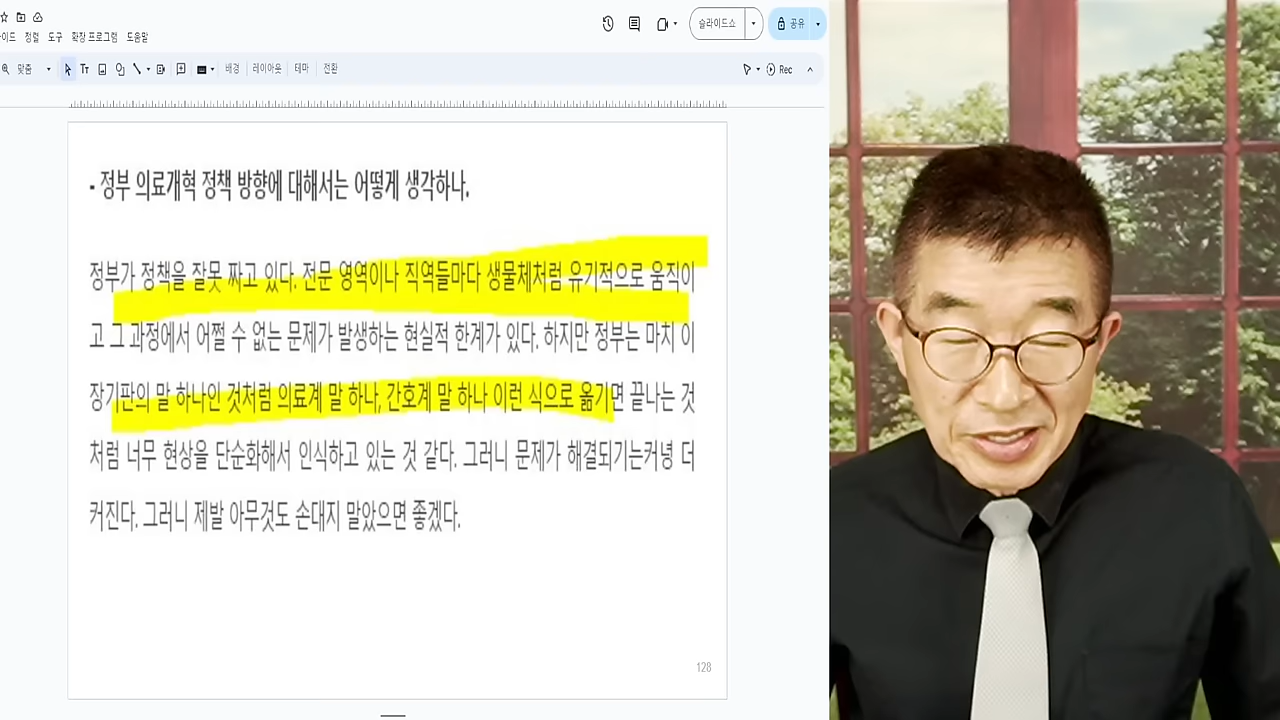 이드 정렬 도구 확장 프로그램 도움말
슬라이드쇼
공유
맞춤 Tr 배경 레이아웃 테마 전환 Rec
- 정부 의료개혁 정책 방향에 대해서는 어떻게 생각하나.
정부가 정책을 잘못 짜고 있다. 전문 영역이나 직역들마다 생물체처럼 유기적으로 움직이
고 그 과정에서 어쩔 수 없는 문제가 발생하는 현실적 한계가 있다. 하지만 정부는 마치 이
장기판의 말 하나인 것처럼 의료계 말 하나, 간호계 말 하나 이런 식으로 옮기면 끝나는 것
처럼 너무 현상을 단순화해서 인식하고 있는 것 같다. 그러니 문제가 해결되기는커녕 더
커진다. 그러니 제발 아무것도 손대지 말았으면 좋겠다.
128